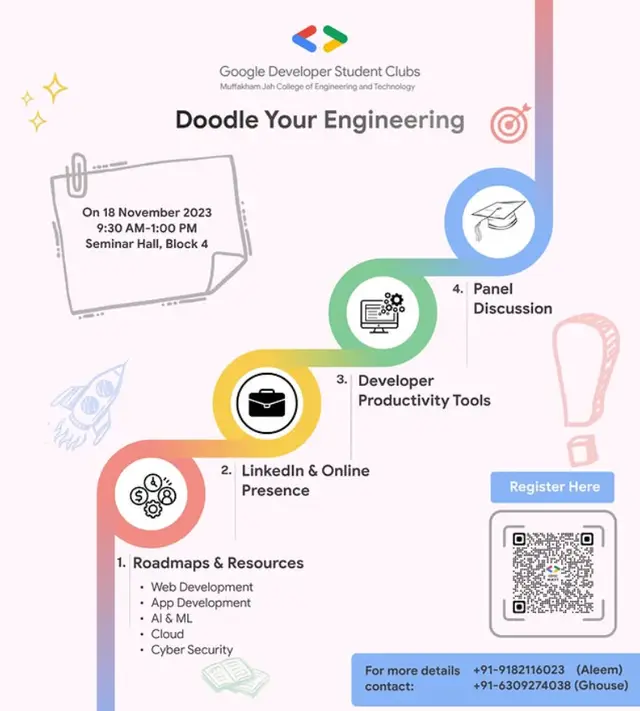 Google Developer Student Clubs
Muffakham Jah College of Engineering and Technology
Doodle Your Engineering
On 18 November 2023
9:30 AM-1:00 PM
Seminar Hall, Block 4
4. Panel
Discussion
3. Developer
Productivity Tools
2. LinkedIn & Online
Presence
1. Roadmaps & Resources
• Web Development
• App Development
• AI & ML
• Cloud
• Cyber Security
Register Here
For more details +91-9182116023 (Aleem)
contact: +91-6309274038 (Ghouse)